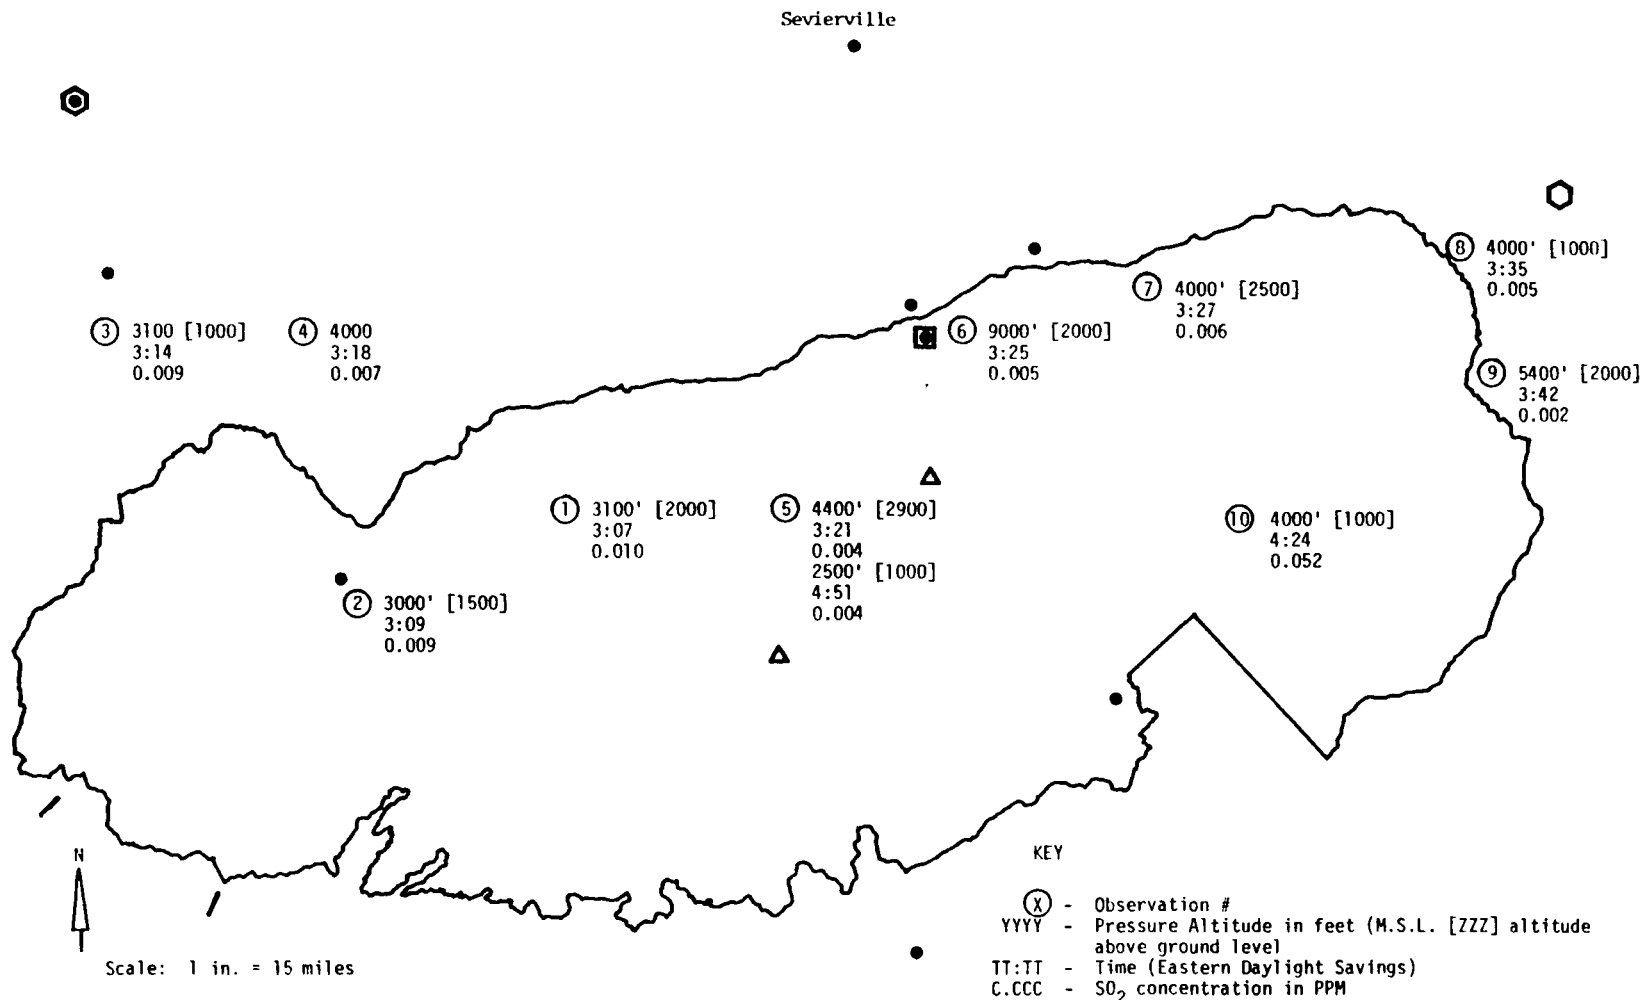 Sevierville
8 4000' [1000]
3:35
0.005
7 4000' [2500]
3:27
0.006
3 3100 [1000]
3:14
0.009
4 4000
3:18
0.007
6 9000' [2000]
3:25
0.005
9 5400' [2000]
3:42
0.002
1 3100' [2000]
3:07
0.010
5 4400' [2900]
3:21
0.004
2500' [1000]
4:51
0.004
10 4000' [1000]
4:24
0.052
2 3000' [1500]
3:09
0.009
N
Scale: 1 in. = 15 miles
KEY
X - Observation #
YYYY - Pressure Altitude in feet (M.S.L. [ZZZ] altitude
above ground level
TT:TT - Time (Eastern Daylight Savings)
C.CCC - SO2 concentration in PPM